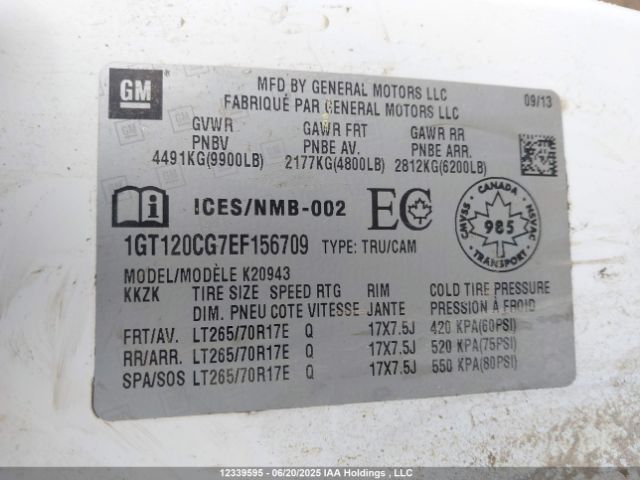 GM
MFD BY GENERAL MOTORS LLC
FABRIQUÉ PAR GENERAL MOTORS LLC
09/13
GVWR GAWR FRT GAWR RR
PNBV PNBE AV. PNBE ARR.
4491KG(9900LB) 2177KG(4800LB) 2812KG(6200LB)
ICES/NMB-002 EC
CANADA
CMVSS NSVAC
SSVAC
985
TRANSPORT
1GT120CG7EF156709 TYPE: TRU/CAM
MODEL/MODÈLE K20943
KKZK TIRE SIZE SPEED RTG RIM COLD TIRE PRESSURE
DIM. PNEU COTE VITESSE JANTE PRESSION À FROID
FRT/AV. LT265/70R17E Q 17X7.5J 420 KPA(60PSI)
RR/ARR. LT265/70R17E Q 17X7.5J 520 KPA(75PSI)
SPA/SOS LT265/70R17E Q 17X7.5J 550 KPA(80PSI)
12339595 - 06/20/2025 IAA Holdings , LLC